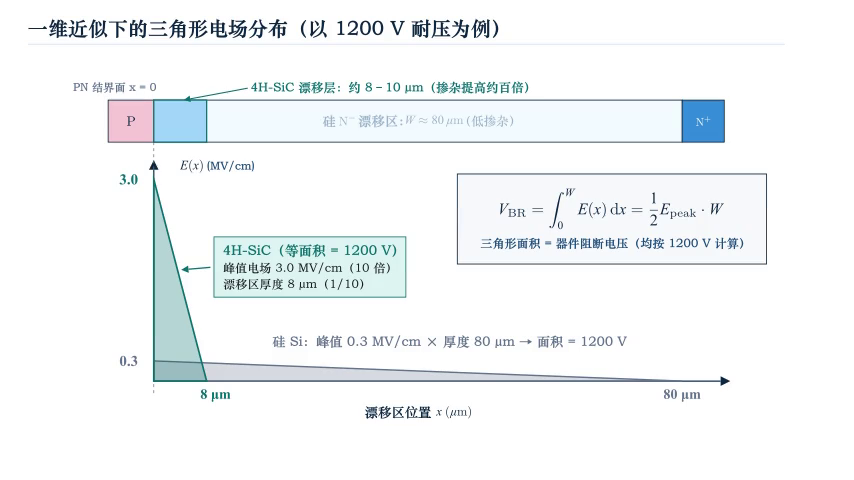 一维近似下的三角形电场分布（以 1200 V 耐压为例）
PN 结界面 x = 0
4H-SiC 漂移层：约 8 – 10 μm（掺杂提高约百倍）
P
硅 N⁻ 漂移区: W ≈ 80 μm (低掺杂)
N⁺
E(x) (MV/cm)
3.0
V_BR = ∫₀^W E(x) dx = 1/2 E_peak · W
三角形面积 = 器件阻断电压（均按 1200 V 计算）
4H-SiC（等面积 = 1200 V）
峰值电场 3.0 MV/cm（10 倍）
漂移区厚度 8 μm（1/10）
硅 Si：峰值 0.3 MV/cm × 厚度 80 μm → 面积 = 1200 V
0.3
8 μm
80 μm
漂移区位置 x (μm)